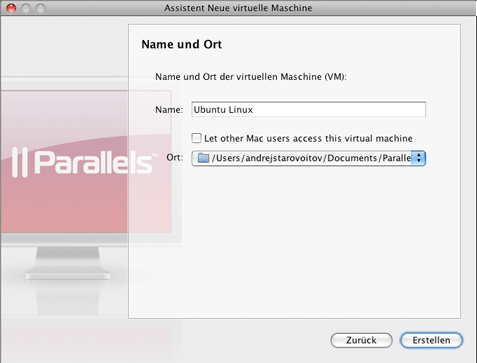 Assistent Neue virtuelle Maschine
Name und Ort
Name und Ort der virtuellen Maschine (VM):
Name: Ubuntu Linux
Let other Mac users access this virtual machine
Ort: /Users/andrejstarovoitov/Documents/Paralle
Parallels™
Zurück Erstellen